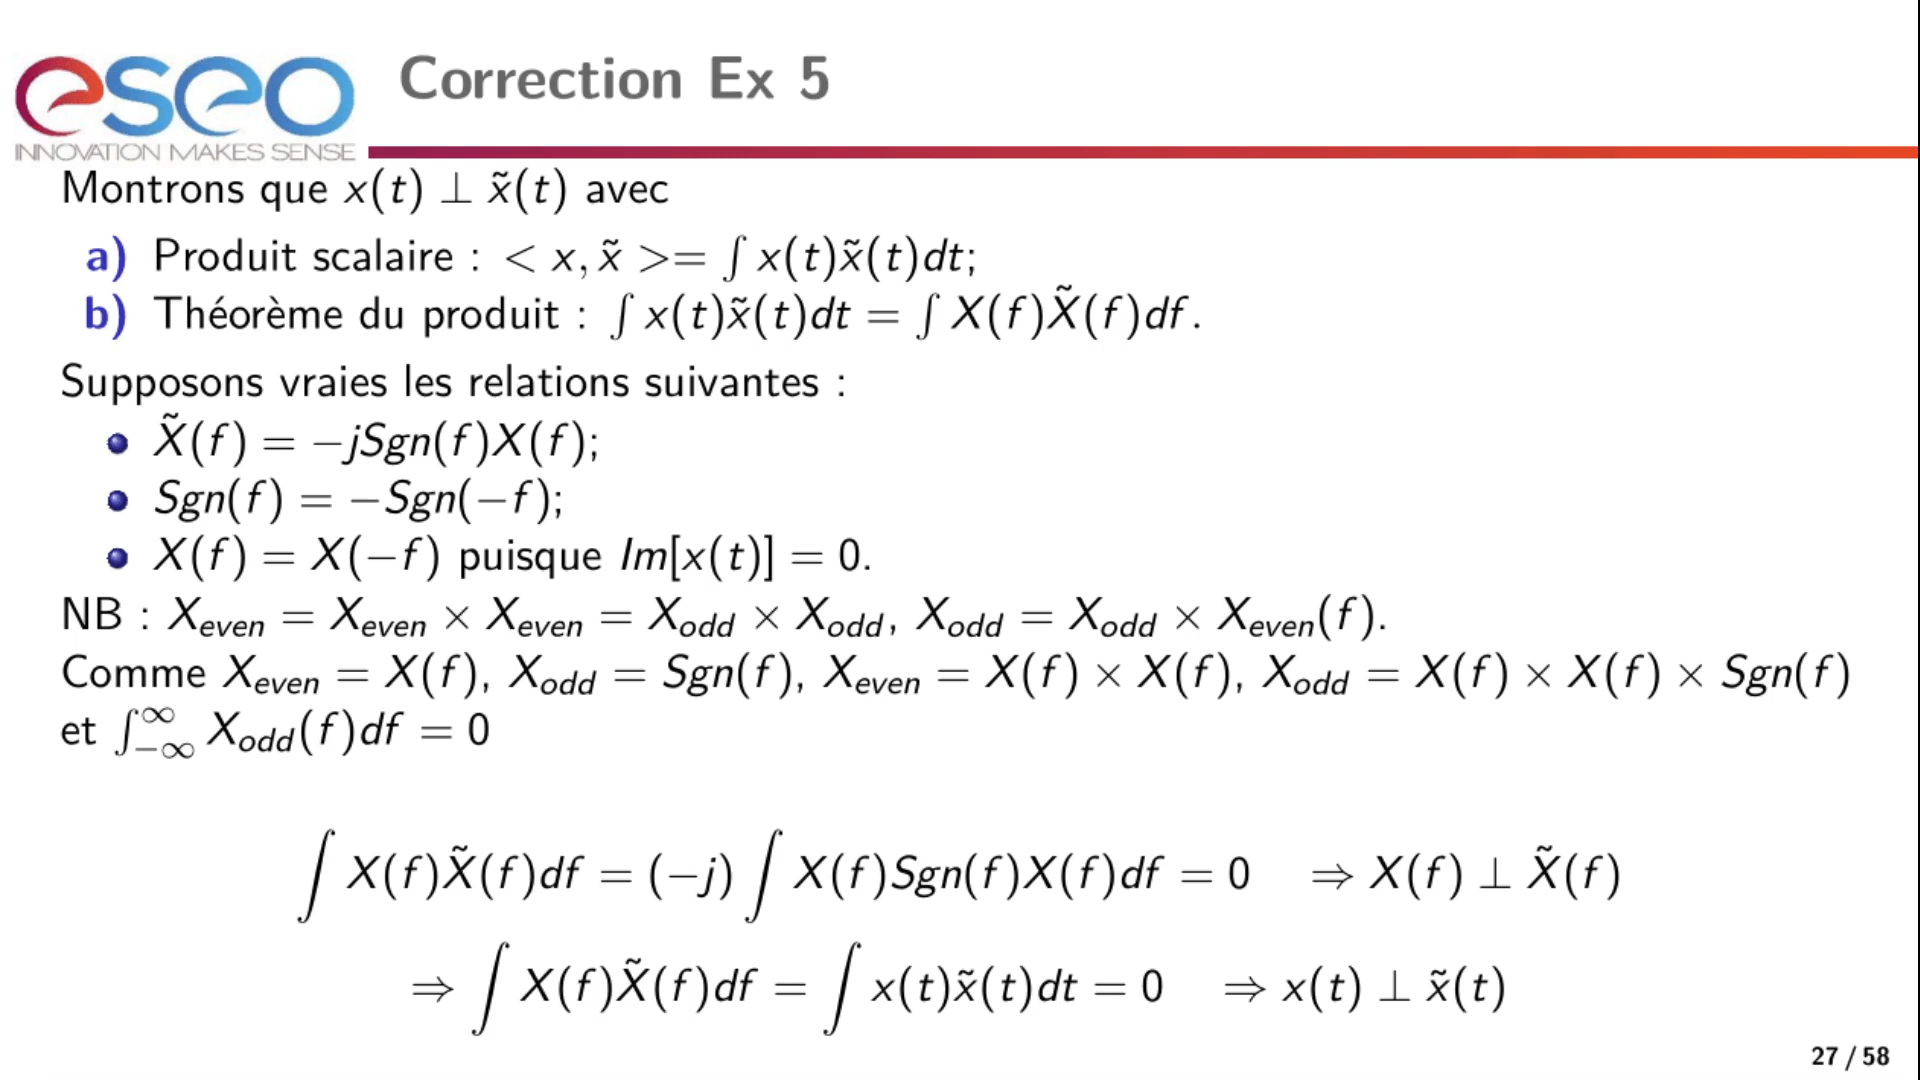 eseo
INNOVATION MAKES SENSE
Correction Ex 5
Montrons que x(t) ⊥ x̃(t) avec
a) Produit scalaire : < x, x̃ >= ∫ x(t)x̃(t)dt;
b) Théorème du produit : ∫ x(t)x̃(t)dt = ∫ X(f)X̃(f)df.
Supposons vraies les relations suivantes :
• X̃(f) = −jSgn(f)X(f);
• Sgn(f) = −Sgn(−f);
• X(f) = X(−f) puisque Im[x(t)] = 0.
NB : X_even = X_even × X_even = X_odd × X_odd, X_odd = X_odd × X_even(f).
Comme X_even = X(f), X_odd = Sgn(f), X_even = X(f) × X(f), X_odd = X(f) × X(f) × Sgn(f)
et ∫_{−∞}^{∞} X_odd(f)df = 0
∫ X(f)X̃(f)df = (−j) ∫ X(f)Sgn(f)X(f)df = 0 ⇒ X(f) ⊥ X̃(f)
⇒ ∫ X(f)X̃(f)df = ∫ x(t)x̃(t)dt = 0 ⇒ x(t) ⊥ x̃(t)
27 / 58